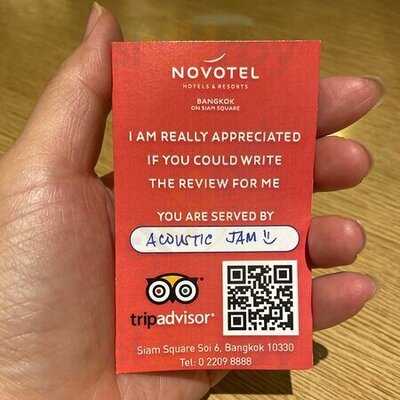 NOVOTEL
HOTELS & RESORTS
BANGKOK
ON SIAM SQUARE
I AM REALLY APPRECIATED
IF YOU COULD WRITE
THE REVIEW FOR ME
YOU ARE SERVED BY
ACOUSTIC JAM
tripadvisor®
Siam Square Soi 6, Bangkok 10330
Tel: 0 2209 8888